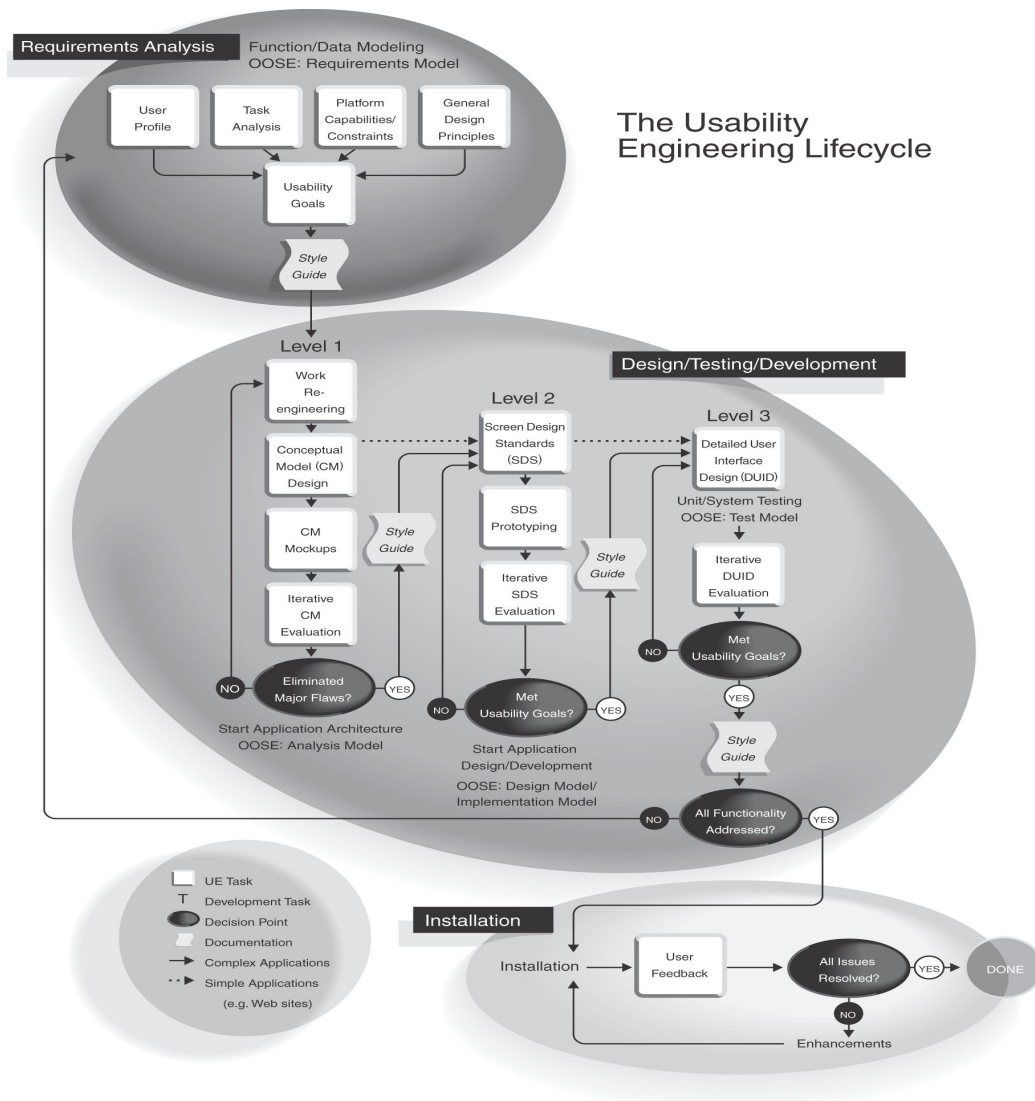 Requirements Analysis
Function/Data Modeling
OOSE: Requirements Model
The Usability
Engineering Lifecycle
User
Profile
Task
Analysis
Platform
Capabilities/
Constraints
General
Design
Principles
Usability
Goals
Style
Guide
Design/Testing/Development
Level 1
Work
Re-
engineering
Conceptual
Model (CM)
Design
CM
Mockups
Iterative
CM
Evaluation
NO
Eliminated
Major Flaws?
YES
Start Application Architecture
OOSE: Analysis Model
Style
Guide
Level 2
Screen Design
Standards
(SDS)
SDS
Prototyping
Iterative
SDS
Evaluation
NO
Met
Usability Goals?
YES
Start Application
Design/Development
OOSE: Design Model/
Implementation Model
Style
Guide
Level 3
Detailed User
Interface
Design (DUID)
Unit/System Testing
OOSE: Test Model
Iterative
DUID
Evaluation
NO
Met
Usability Goals?
YES
Style
Guide
NO
All Functionality
Addressed?
YES
UE Task
T Development Task
Decision Point
Documentation
Complex Applications
Simple Applications
(e.g. Web sites)
Installation
Installation
User
Feedback
All Issues
Resolved?
YES
DONE
NO
Enhancements